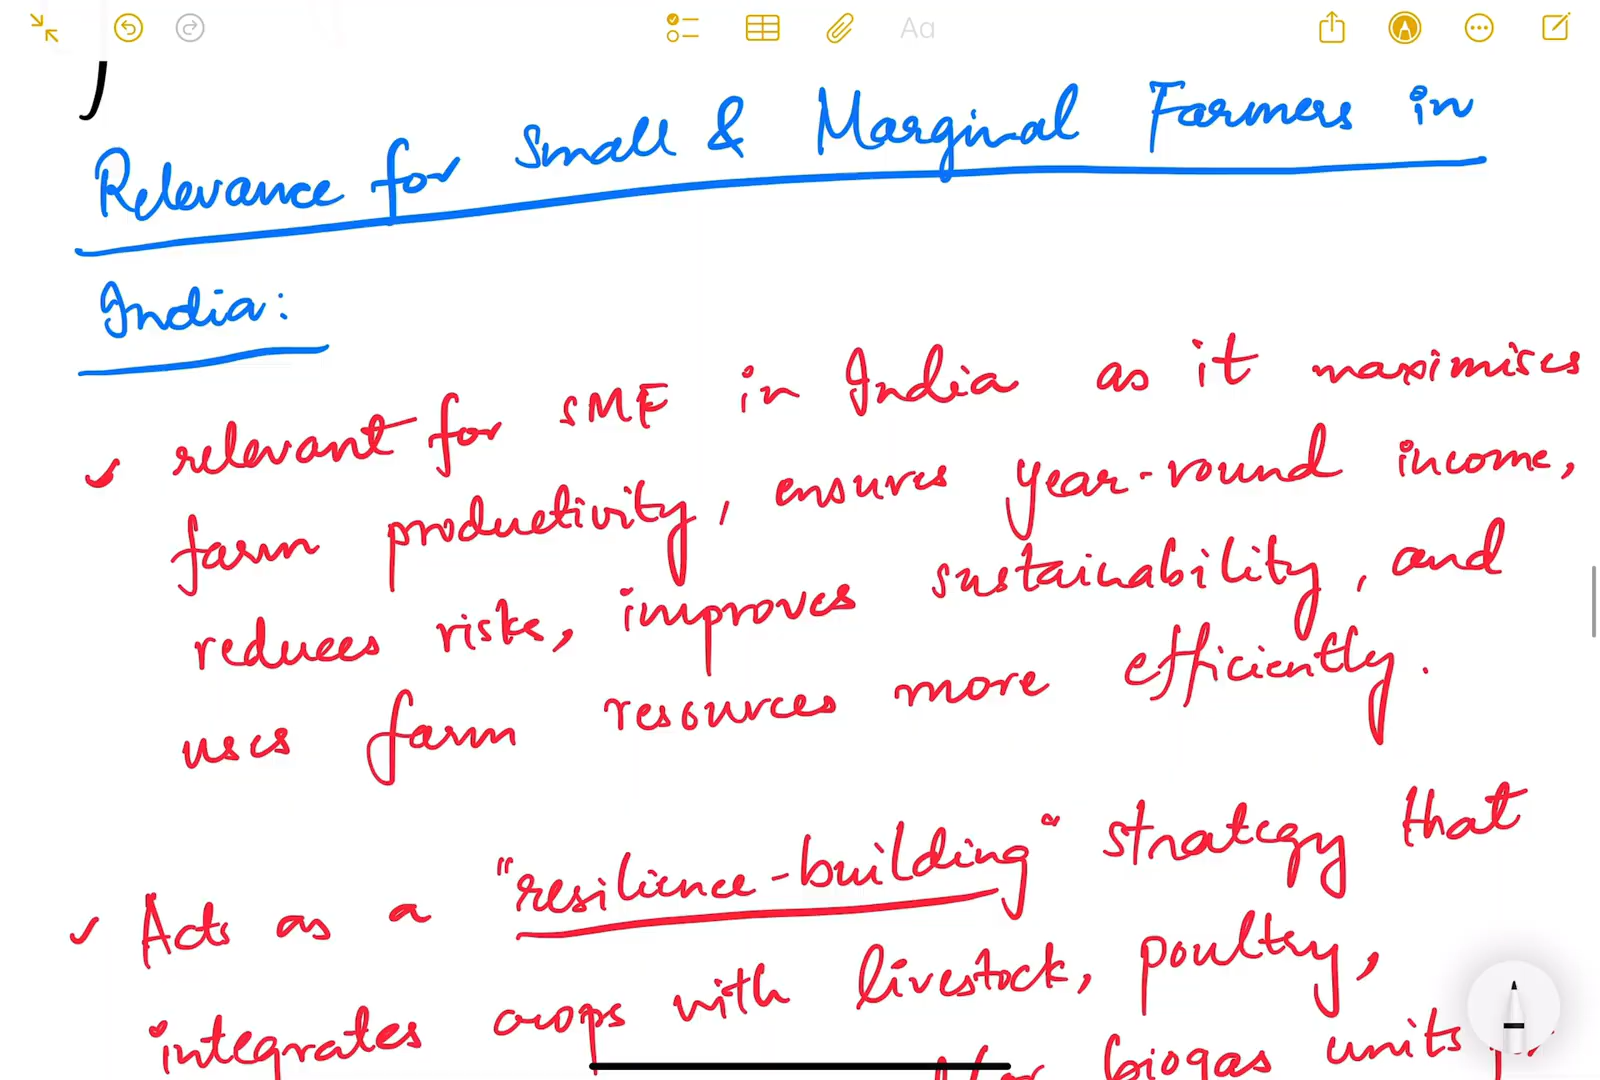 Aa
Relevance for Small & Marginal Farmers in
India:
relevant for SMF in India as it maximises
farm productivity, ensures year-round income,
reduces risks, improves sustainability, and
uses farm resources more efficiently.
Acts as a "resilience-building" strategy that
integrates crops with livestock, poultry,
biogas units